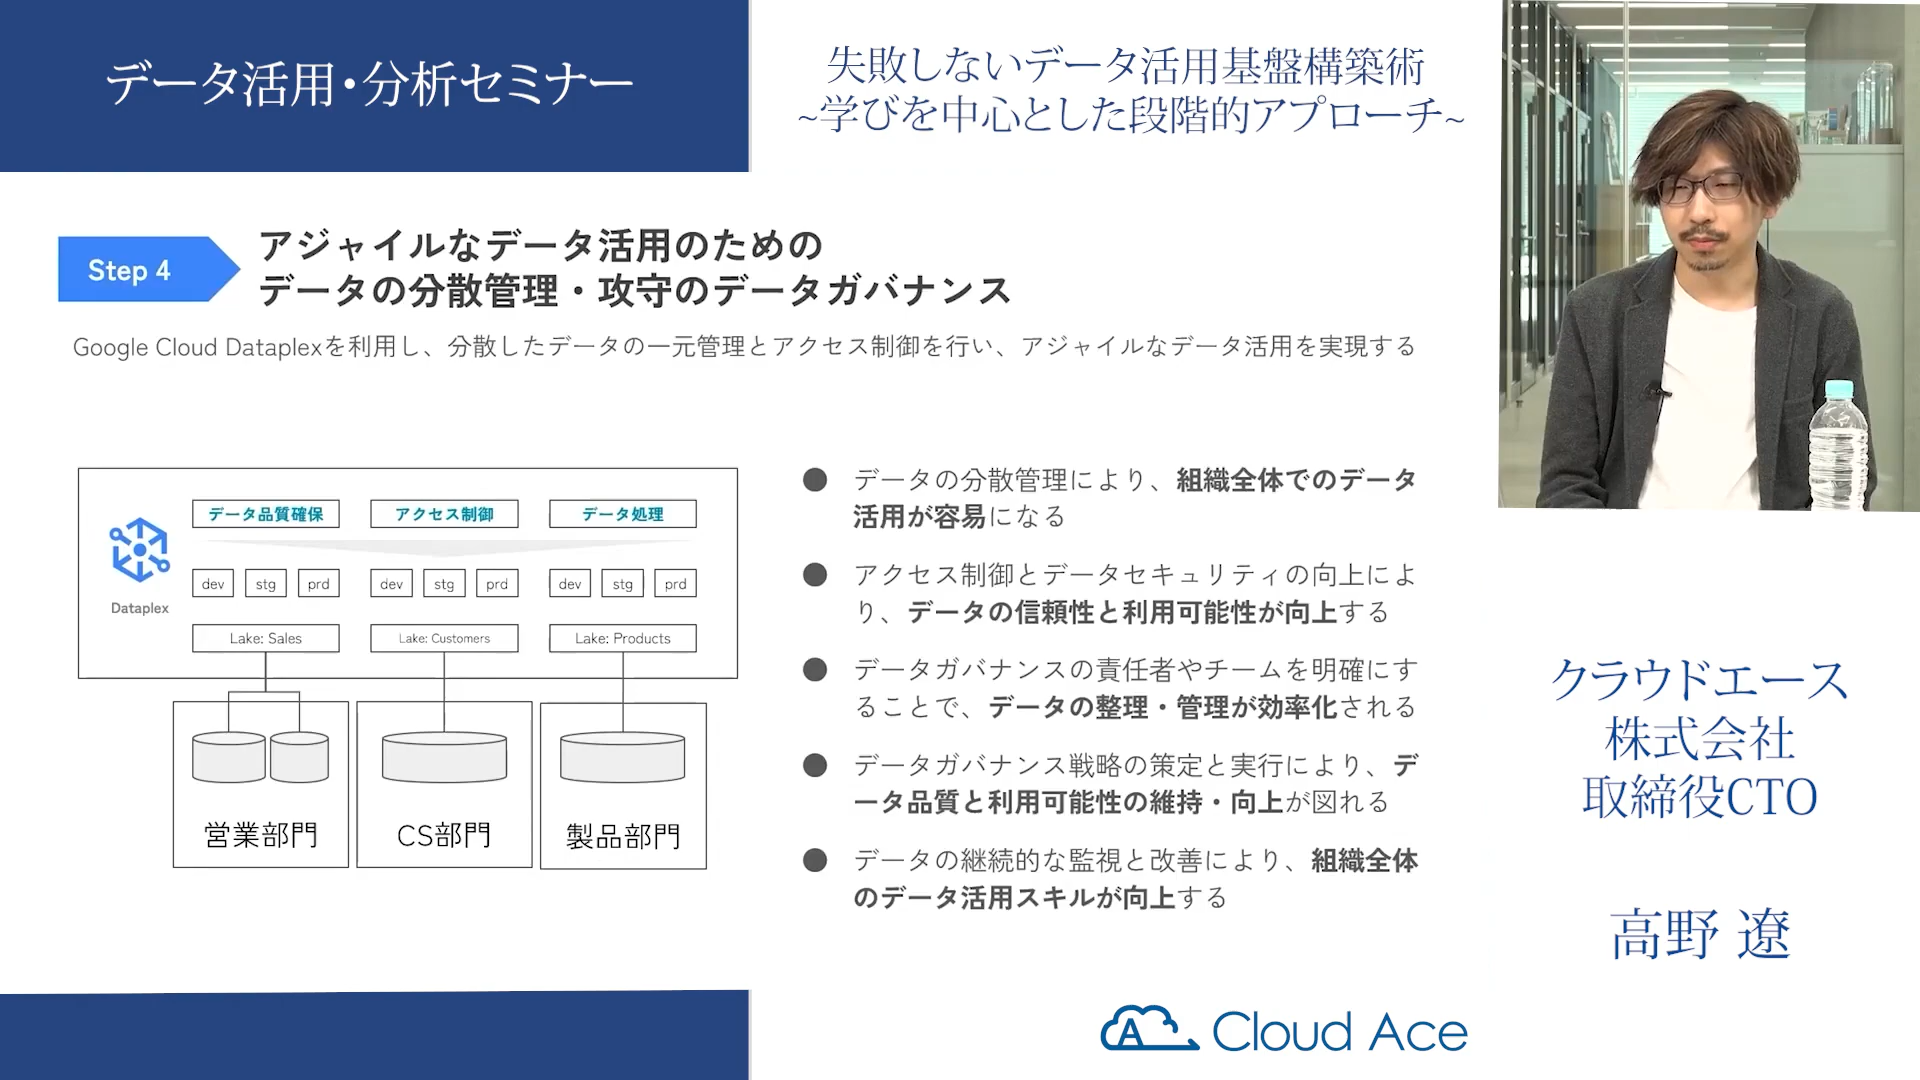 データ活用・分析セミナー
失敗しないデータ活用基盤構築術
~学びを中心とした段階的アプローチ~
Step 4
アジャイルなデータ活用のための
データの分散管理・攻守のデータガバナンス
Google Cloud Dataplexを利用し、分散したデータの一元管理とアクセス制御を行い、アジャイルなデータ活用を実現する
データ品質確保
アクセス制御
データ処理
dev stg prd
dev stg prd
dev stg prd
Dataplex
Lake: Sales
Lake: Customers
Lake: Products
営業部門
CS部門
製品部門
● データの分散管理により、組織全体でのデータ
活用が容易になる
● アクセス制御とデータセキュリティの向上によ
り、データの信頼性と利用可能性が向上する
● データガバナンスの責任者やチームを明確にす
ることで、データの整理・管理が効率化される
● データガバナンス戦略の策定と実行により、デ
ータ品質と利用可能性の維持・向上が図れる
● データの継続的な監視と改善により、組織全体
のデータ活用スキルが向上する
クラウドエース
株式会社
取締役CTO
高野 遼
A Cloud Ace